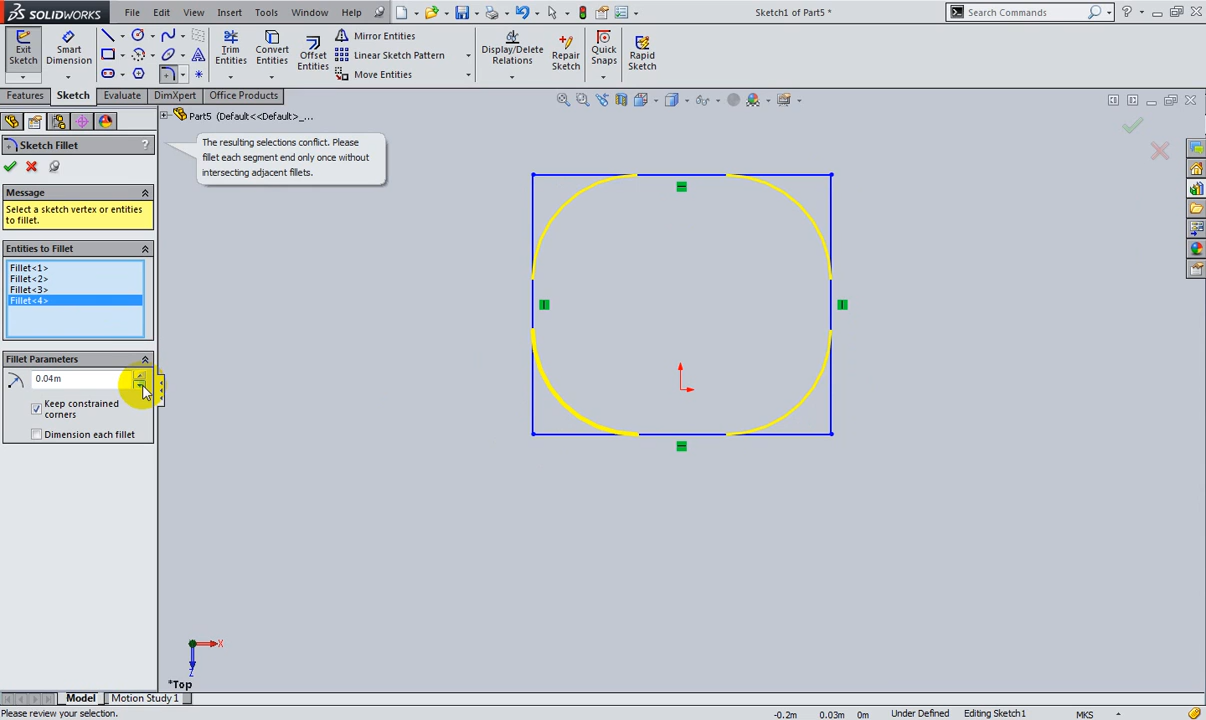 SOLIDWORKS
File
Edit
View
Insert
Tools
Window
Help
Sketch1 of Part5 *
Search Commands
?
Exit
Sketch
Smart
Dimension
Trim
Entities
Convert
Entities
Offset
Entities
Mirror Entities
Linear Sketch Pattern
Move Entities
Display/Delete
Relations
Repair
Sketch
Quick
Snaps
Rapid
Sketch
Features
Sketch
Evaluate
DimXpert
Office Products
Part5 (Default<<Default>_...
Sketch Fillet
?
The resulting selections conflict. Please
fillet each segment end only once without
intersecting adjacent fillets.
Message
Select a sketch vertex or entities
to fillet.
Entities to Fillet
Fillet<1>
Fillet<2>
Fillet<3>
Fillet<4>
Fillet Parameters
0.04m
Keep constrained
corners
Dimension each fillet
X
Z
*Top
Model
Motion Study 1
Please review your selection.
-0.2m
0.03m
0m
Under Defined
Editing Sketch1
MKS